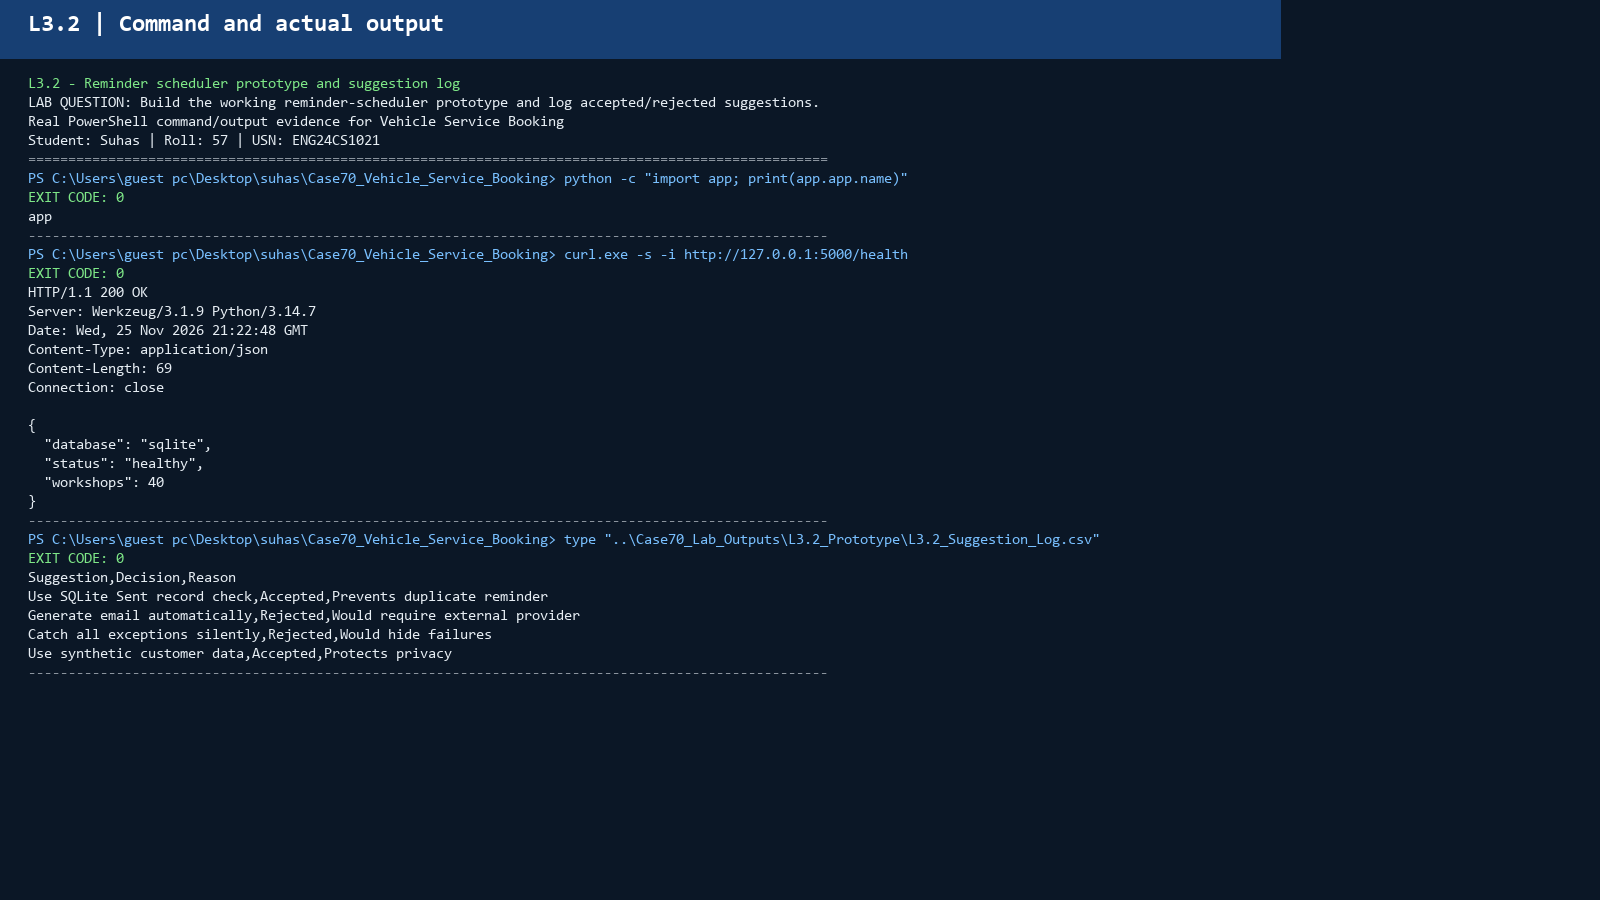 L3.2 | Command and actual output
L3.2 - Reminder scheduler prototype and suggestion log
LAB QUESTION: Build the working reminder-scheduler prototype and log accepted/rejected suggestions.
Real PowerShell command/output evidence for Vehicle Service Booking
Student: Suhas | Roll: 57 | USN: ENG24CS1021
====================================================================================================
PS C:\Users\guest pc\Desktop\suhas\Case70_Vehicle_Service_Booking> python -c "import app; print(app.app.name)"
EXIT CODE: 0
app
----------------------------------------------------------------------------------------------------
PS C:\Users\guest pc\Desktop\suhas\Case70_Vehicle_Service_Booking> curl.exe -s -i http://127.0.0.1:5000/health
EXIT CODE: 0
HTTP/1.1 200 OK
Server: Werkzeug/3.1.9 Python/3.14.7
Date: Wed, 25 Nov 2026 21:22:48 GMT
Content-Type: application/json
Content-Length: 69
Connection: close
{
  "database": "sqlite",
  "status": "healthy",
  "workshops": 40
}
----------------------------------------------------------------------------------------------------
PS C:\Users\guest pc\Desktop\suhas\Case70_Vehicle_Service_Booking> type "..\Case70_Lab_Outputs\L3.2_Prototype\L3.2_Suggestion_Log.csv"
EXIT CODE: 0
Suggestion,Decision,Reason
Use SQLite Sent record check,Accepted,Prevents duplicate reminder
Generate email automatically,Rejected,Would require external provider
Catch all exceptions silently,Rejected,Would hide failures
Use synthetic customer data,Accepted,Protects privacy
----------------------------------------------------------------------------------------------------